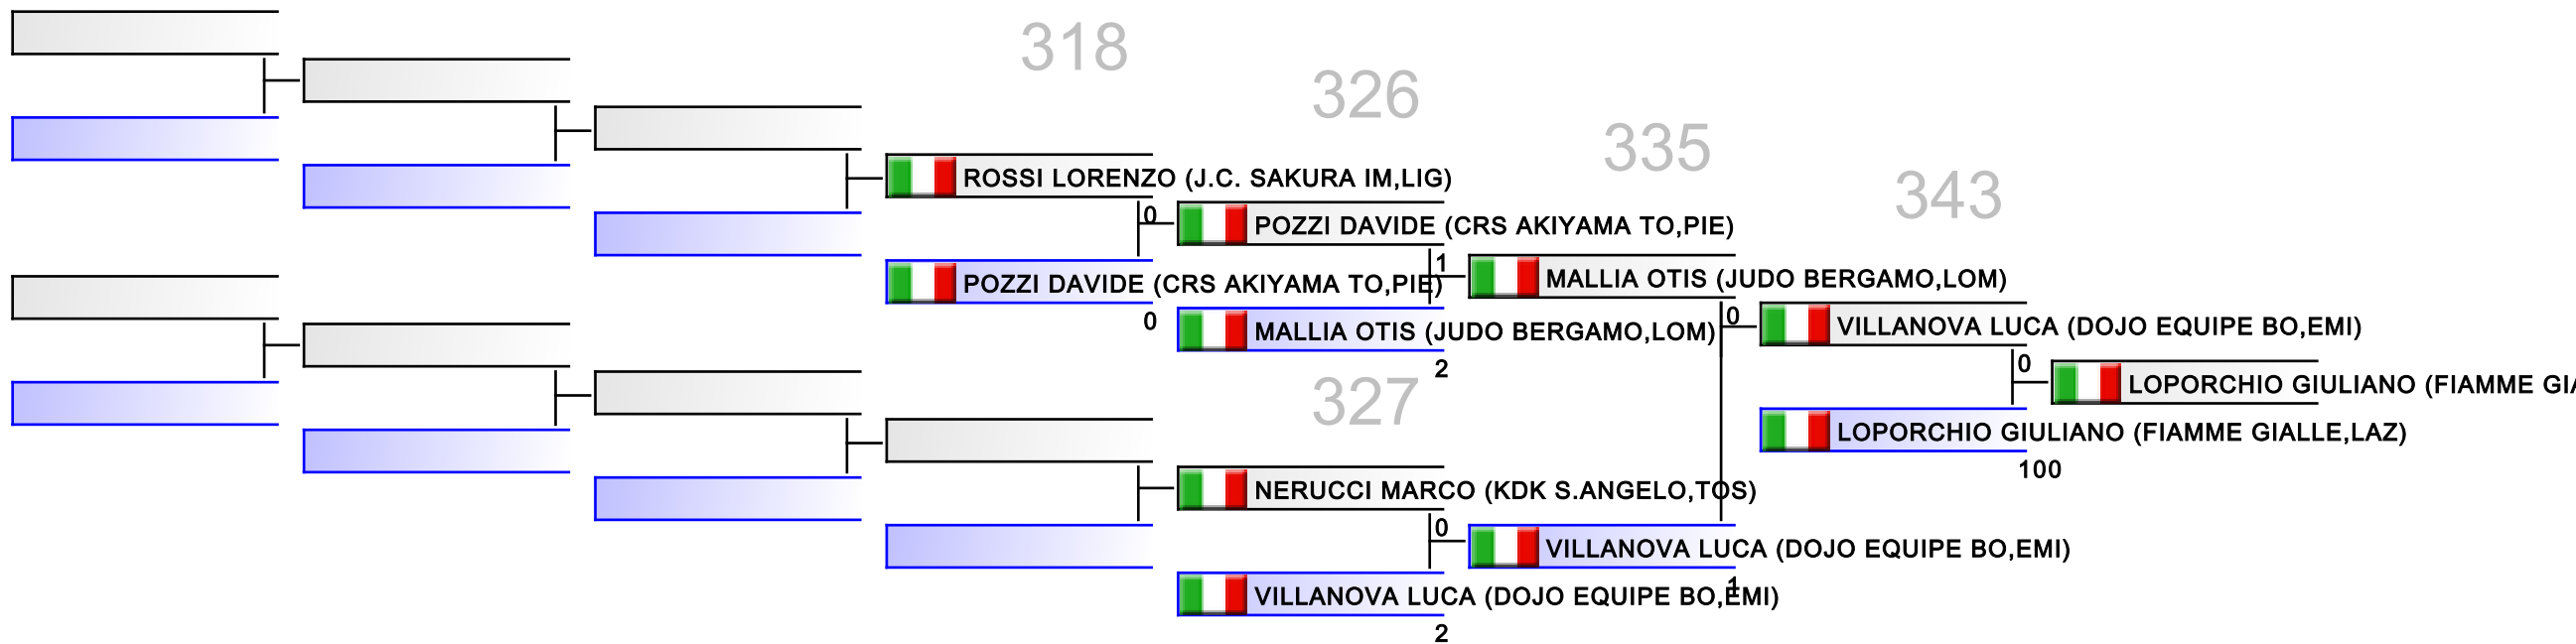 318
326
335
343
ROSSI LORENZO (J.C. SAKURA IM,LIG)
0
POZZI DAVIDE (CRS AKIYAMA TO,PIE)
POZZI DAVIDE (CRS AKIYAMA TO,PIE)
0
1
MALLIA OTIS (JUDO BERGAMO,LOM)
MALLIA OTIS (JUDO BERGAMO,LOM)
2
0
VILLANOVA LUCA (DOJO EQUIPE BO,EMI)
0
LOPORCHIO GIULIANO (FIAMME GIA
LOPORCHIO GIULIANO (FIAMME GIALLE,LAZ)
100
327
NERUCCI MARCO (KDK S.ANGELO,TOS)
0
VILLANOVA LUCA (DOJO EQUIPE BO,EMI)
1
VILLANOVA LUCA (DOJO EQUIPE BO,EMI)
2